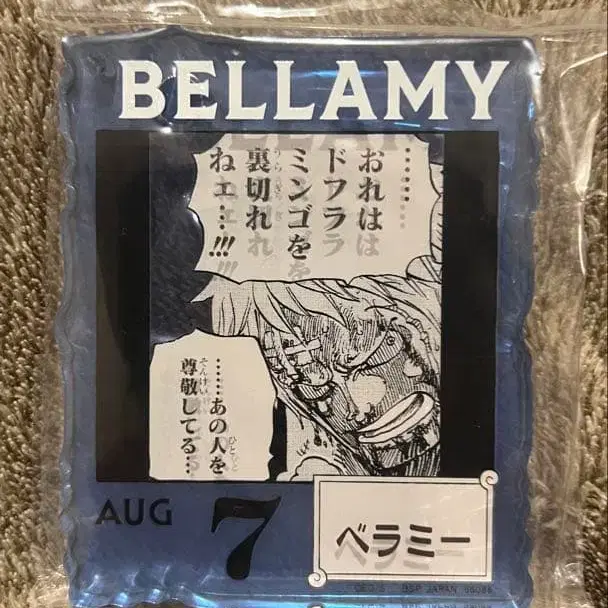 BELLAMY
……おれは
ドフラ
ミンゴを
裏切れ
ねェ…!!!
……あの人を
尊敬してる…
AUG
7
ベラミー